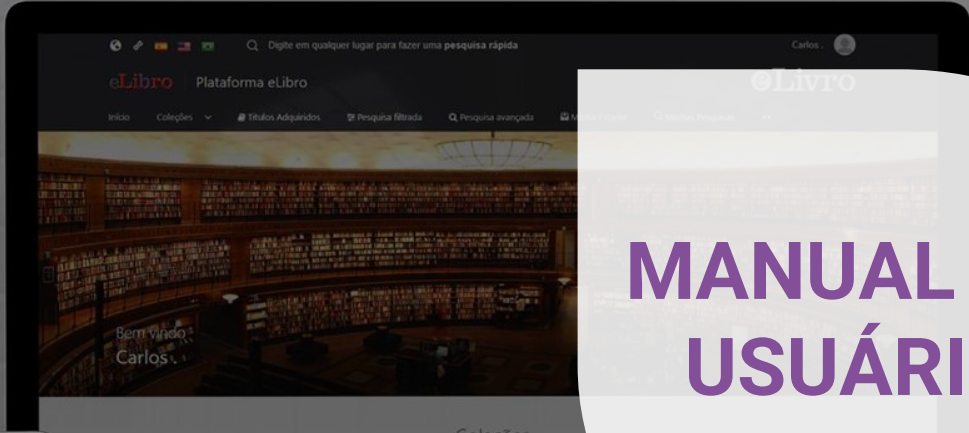 Digite em qualquer lugar para fazer uma pesquisa rápida
Carlos .
eLibro Plataforma eLibro
eLivro
Início Coleções Títulos Adquiridos Pesquisa filtrada Pesquisa avançada
MANUAL
USUÁRI
Bem vindo
Carlos .